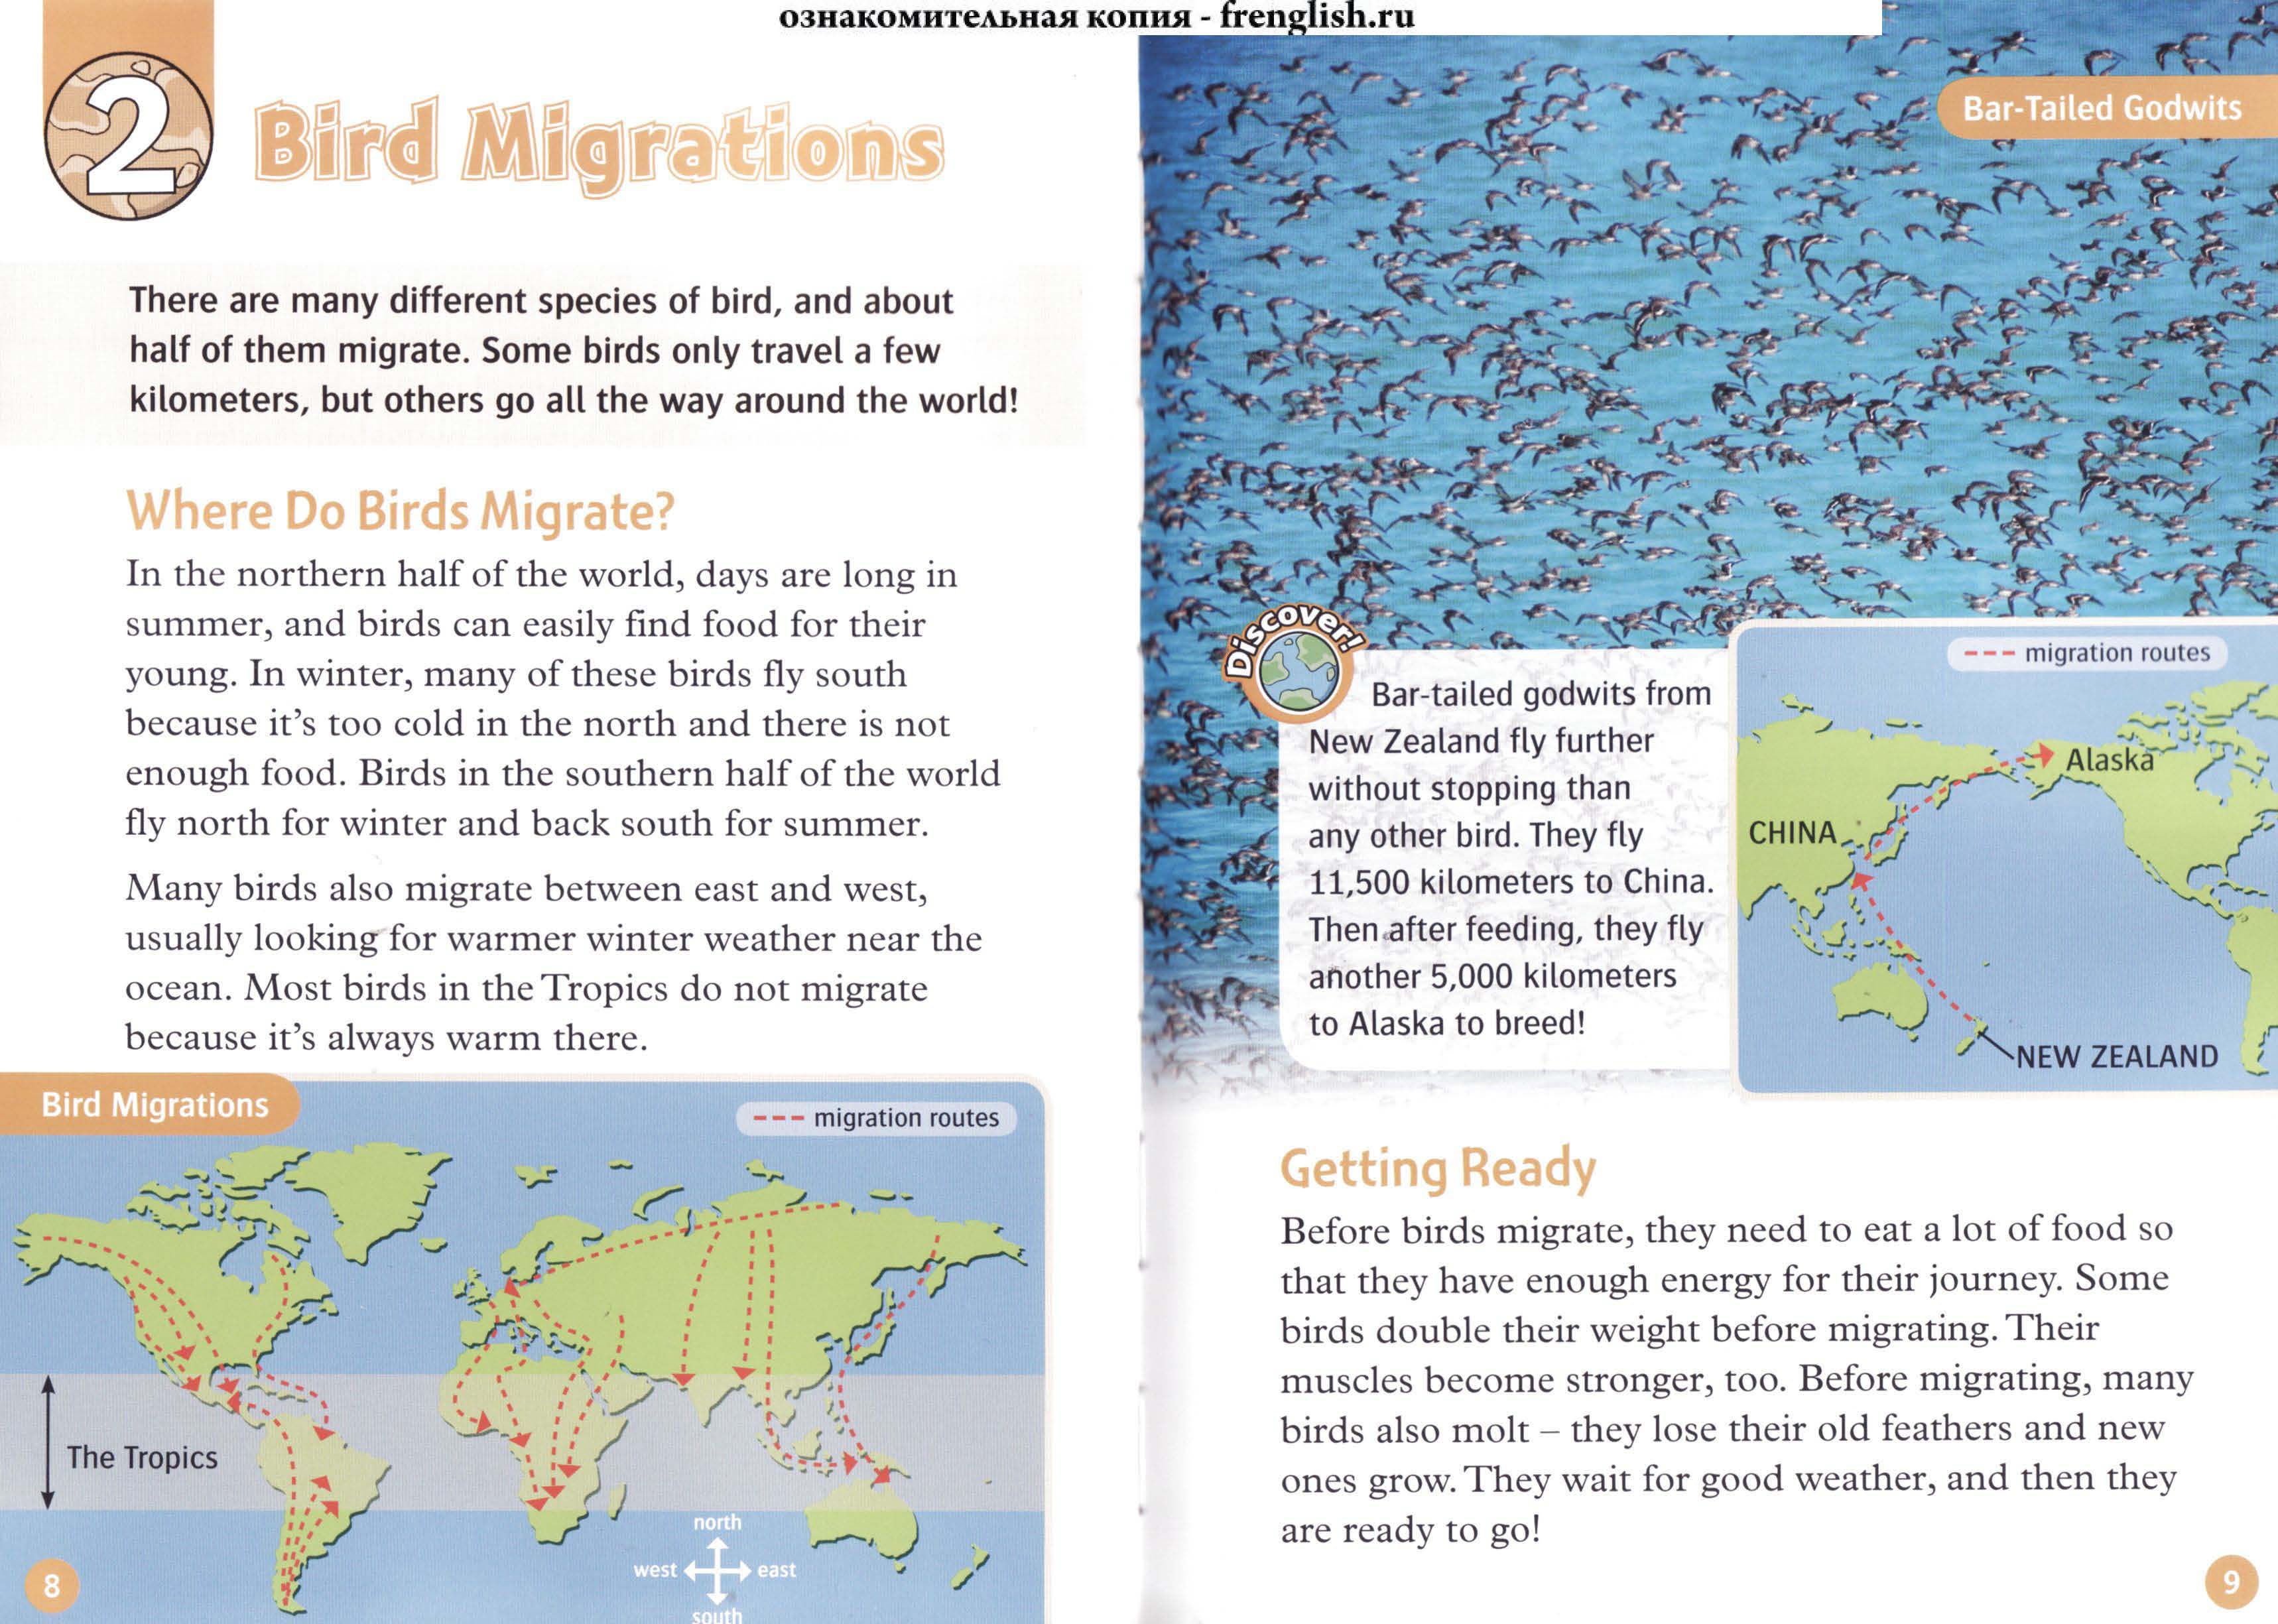 ознакомительная копия - frenglish.ru
2
Bird Migrations
There are many different species of bird, and about
half of them migrate. Some birds only travel a few
kilometers, but others go all the way around the world!
Where Do Birds Migrate?
In the northern half of the world, days are long in
summer, and birds can easily find food for their
young. In winter, many of these birds fly south
because it's too cold in the north and there is not
enough food. Birds in the southern half of the world
fly north for winter and back south for summer.
Many birds also migrate between east and west,
usually looking for warmer winter weather near the
ocean. Most birds in the Tropics do not migrate
because it's always warm there.
Bird Migrations
migration routes
The Tropics
north
west
east
south
8
Bar-Tailed Godwits
Discover!
Bar-tailed godwits from
New Zealand fly further
without stopping than
any other bird. They fly
11,500 kilometers to China.
Then after feeding, they fly
another 5,000 kilometers
to Alaska to breed!
migration routes
Alaska
CHINA
NEW ZEALAND
Getting Ready
Before birds migrate, they need to eat a lot of food so
that they have enough energy for their journey. Some
birds double their weight before migrating. Their
muscles become stronger, too. Before migrating, many
birds also molt – they lose their old feathers and new
ones grow. They wait for good weather, and then they
are ready to go!
9